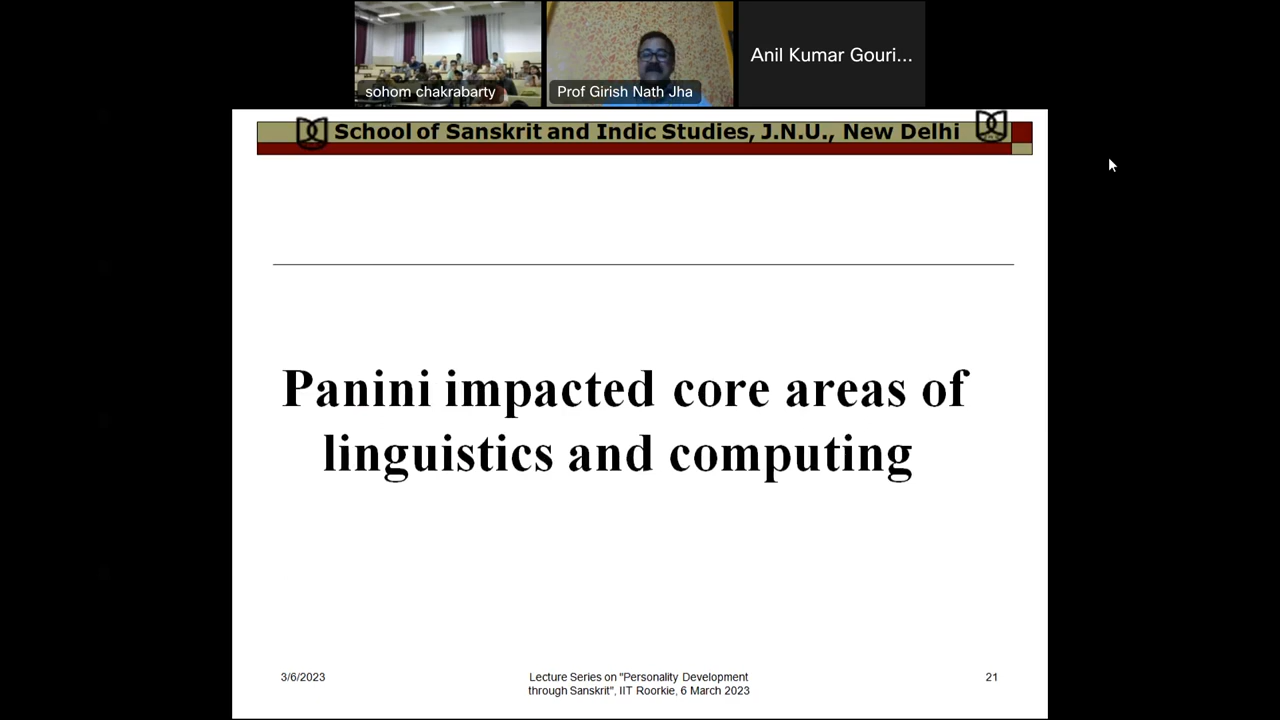 sohom chakrabarty
Prof Girish Nath Jha
Anil Kumar Gouri...
School of Sanskrit and Indic Studies, J.N.U., New Delhi
Panini impacted core areas of
linguistics and computing
3/6/2023
Lecture Series on "Personality Development
through Sanskrit", IIT Roorkie, 6 March 2023
21